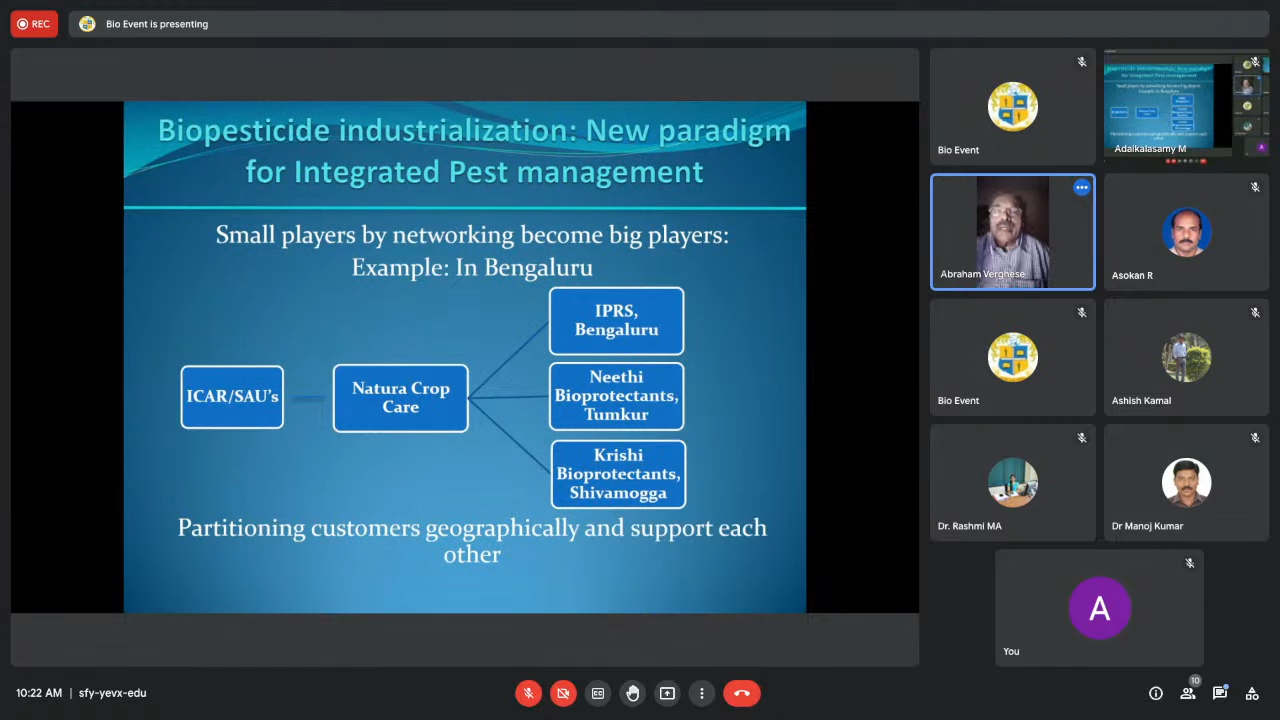 REC
Bio Event is presenting
Biopesticide industrialization: New paradigm
for Integrated Pest management
Small players by networking become big players:
Example: In Bengaluru
ICAR/SAU's
Natura Crop
Care
IPRS,
Bengaluru
Neethi
Bioprotectants,
Tumkur
Krishi
Bioprotectants,
Shivamogga
Partitioning customers geographically and support each
other
Bio Event
Adaikalasamy M
Abraham Verghese
Asokan R
Bio Event
Ashish Kamal
Dr. Rashmi MA
Dr Manoj Kumar
A
You
10:22 AM | sfy-yevx-edu
CC
10